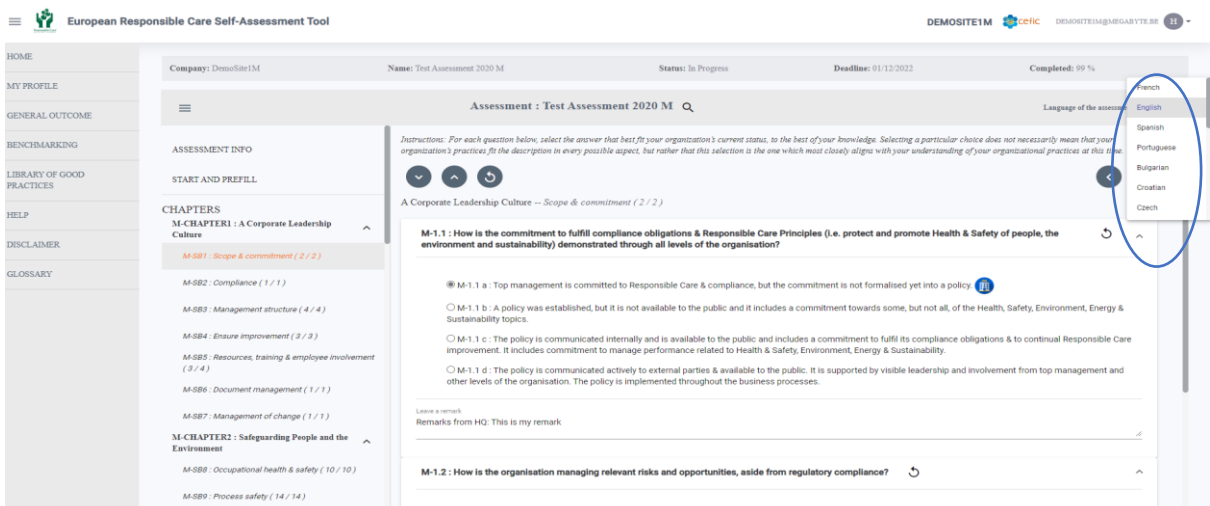 European Responsible Care Self-Assessment Tool
DEMOSITE1M
cefic
DEMOSITE1M@MEGABYTE.BE
H
HOME
MY PROFILE
GENERAL OUTCOME
BENCHMARKING
LIBRARY OF GOOD
PRACTICES
HELP
DISCLAIMER
GLOSSARY
Company: DemoSite1M
Name: Test Assessment 2020 M
Status: In Progress
Deadline: 01/12/2022
Completed: 99 %
Assessment : Test Assessment 2020 M
Language of the
French
English
Spanish
Portuguese
Bulgarian
Croatian
Czech
ASSESSMENT INFO
START AND PREFILL
CHAPTERS
M-CHAPTER1 : A Corporate Leadership
Culture
M-SB1 : Scope & commitment ( 2 / 2 )
M-SB2 : Compliance ( 1 / 1 )
M-SB3 : Management structure ( 4 / 4 )
M-SB4 : Ensure improvement ( 3 / 3 )
M-SB5 : Resources, training & employee involvement
( 3 / 4 )
M-SB6 : Document management ( 1 / 1 )
M-SB7 : Management of change ( 1 / 1 )
M-CHAPTER2 : Safeguarding People and the
Environment
M-SB8 : Occupational health & safety ( 10 / 10 )
M-SB9 : Process safety ( 14 / 14 )
Instructions: For each question below, select the answer that best fit your organization's current status, to the best of your knowledge. Selecting a particular choice does not necessarily mean that your
organization's practices fit the description in every possible aspect, but rather that this selection is the one which most closely aligns with your understanding of your organizational practices at this time.
A Corporate Leadership Culture -- Scope & commitment ( 2 / 2 )
M-1.1 : How is the commitment to fulfill compliance obligations & Responsible Care Principles (i.e. protect and promote Health & Safety of people, the
environment and sustainability) demonstrated through all levels of the organisation?
M-1.1 a : Top management is committed to Responsible Care & compliance, but the commitment is not formalised yet into a policy.
M-1.1 b : A policy was established, but it is not available to the public and it includes a commitment towards some, but not all, of the Health, Safety, Environment, Energy &
Sustainability topics.
M-1.1 c : The policy is communicated internally and is available to the public and includes a commitment to fulfil its compliance obligations & to continual Responsible Care
improvement. It includes commitment to manage performance related to Health & Safety, Environment, Energy & Sustainability.
M-1.1 d : The policy is communicated actively to external parties & available to the public. It is supported by visible leadership and involvement from top management and
other levels of the organisation. The policy is implemented throughout the business processes.
Leave a remark
Remarks from HQ: This is my remark
M-1.2 : How is the organisation managing relevant risks and opportunities, aside from regulatory compliance?